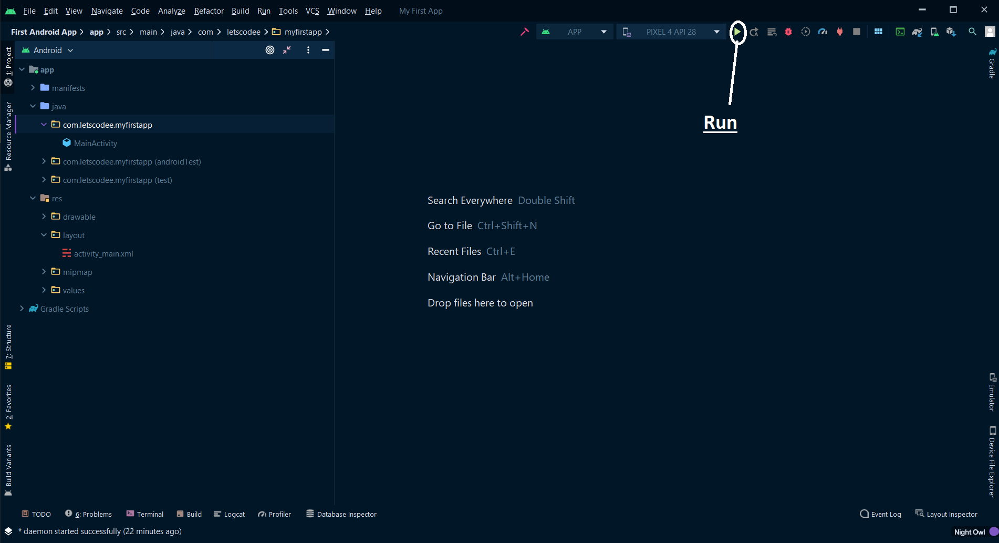 File Edit View Navigate Code Analyze Refactor Build Run Tools VCS Window Help My First App
First Android App app src main java com letscodee myfirstapp APP PIXEL 4 API 28
Android
1: Project
Resource Manager
app
manifests
java
com.letscodee.myfirstapp
MainActivity
com.letscodee.myfirstapp (androidTest)
com.letscodee.myfirstapp (test)
res
drawable
layout
activity_main.xml
mipmap
values
Gradle Scripts
Run
Search Everywhere Double Shift
Go to File Ctrl+Shift+N
Recent Files Ctrl+E
Navigation Bar Alt+Home
Drop files here to open
7: Structure
2: Favorites
Build Variants
Gradle
Emulator
Device File Explorer
TODO 6: Problems Terminal Build Logcat Profiler Database Inspector Event Log Layout Inspector
* daemon started successfully (22 minutes ago) Night Owl